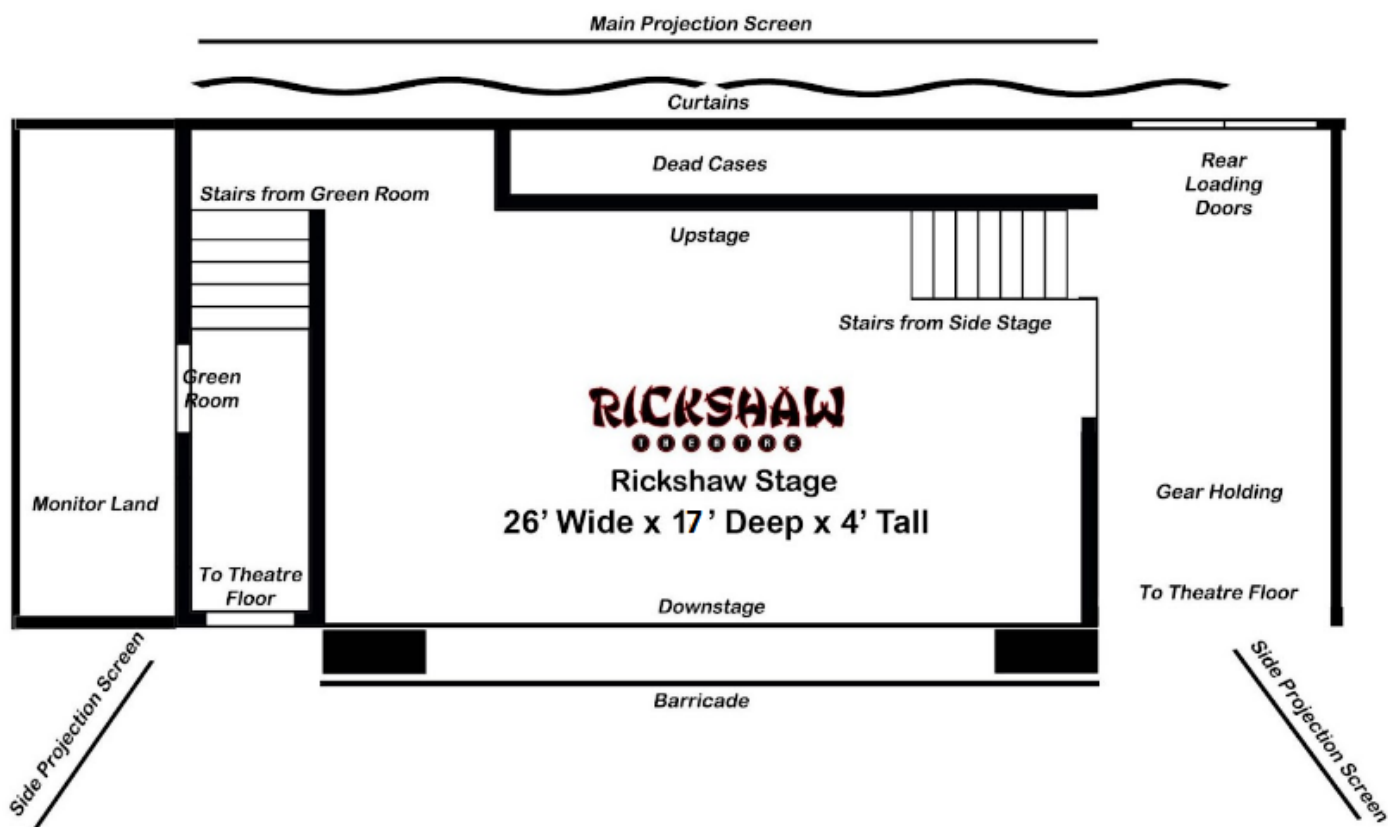 Main Projection Screen
Curtains
Dead Cases
Rear
Loading
Doors
Stairs from Green Room
Upstage
Stairs from Side Stage
Green
Room
RICKSHAW
THEATRE
Rickshaw Stage
26' Wide x 17' Deep x 4' Tall
Monitor Land
Gear Holding
To Theatre
Floor
Downstage
To Theatre Floor
Barricade
Side Projection Screen
Side Projection Screen